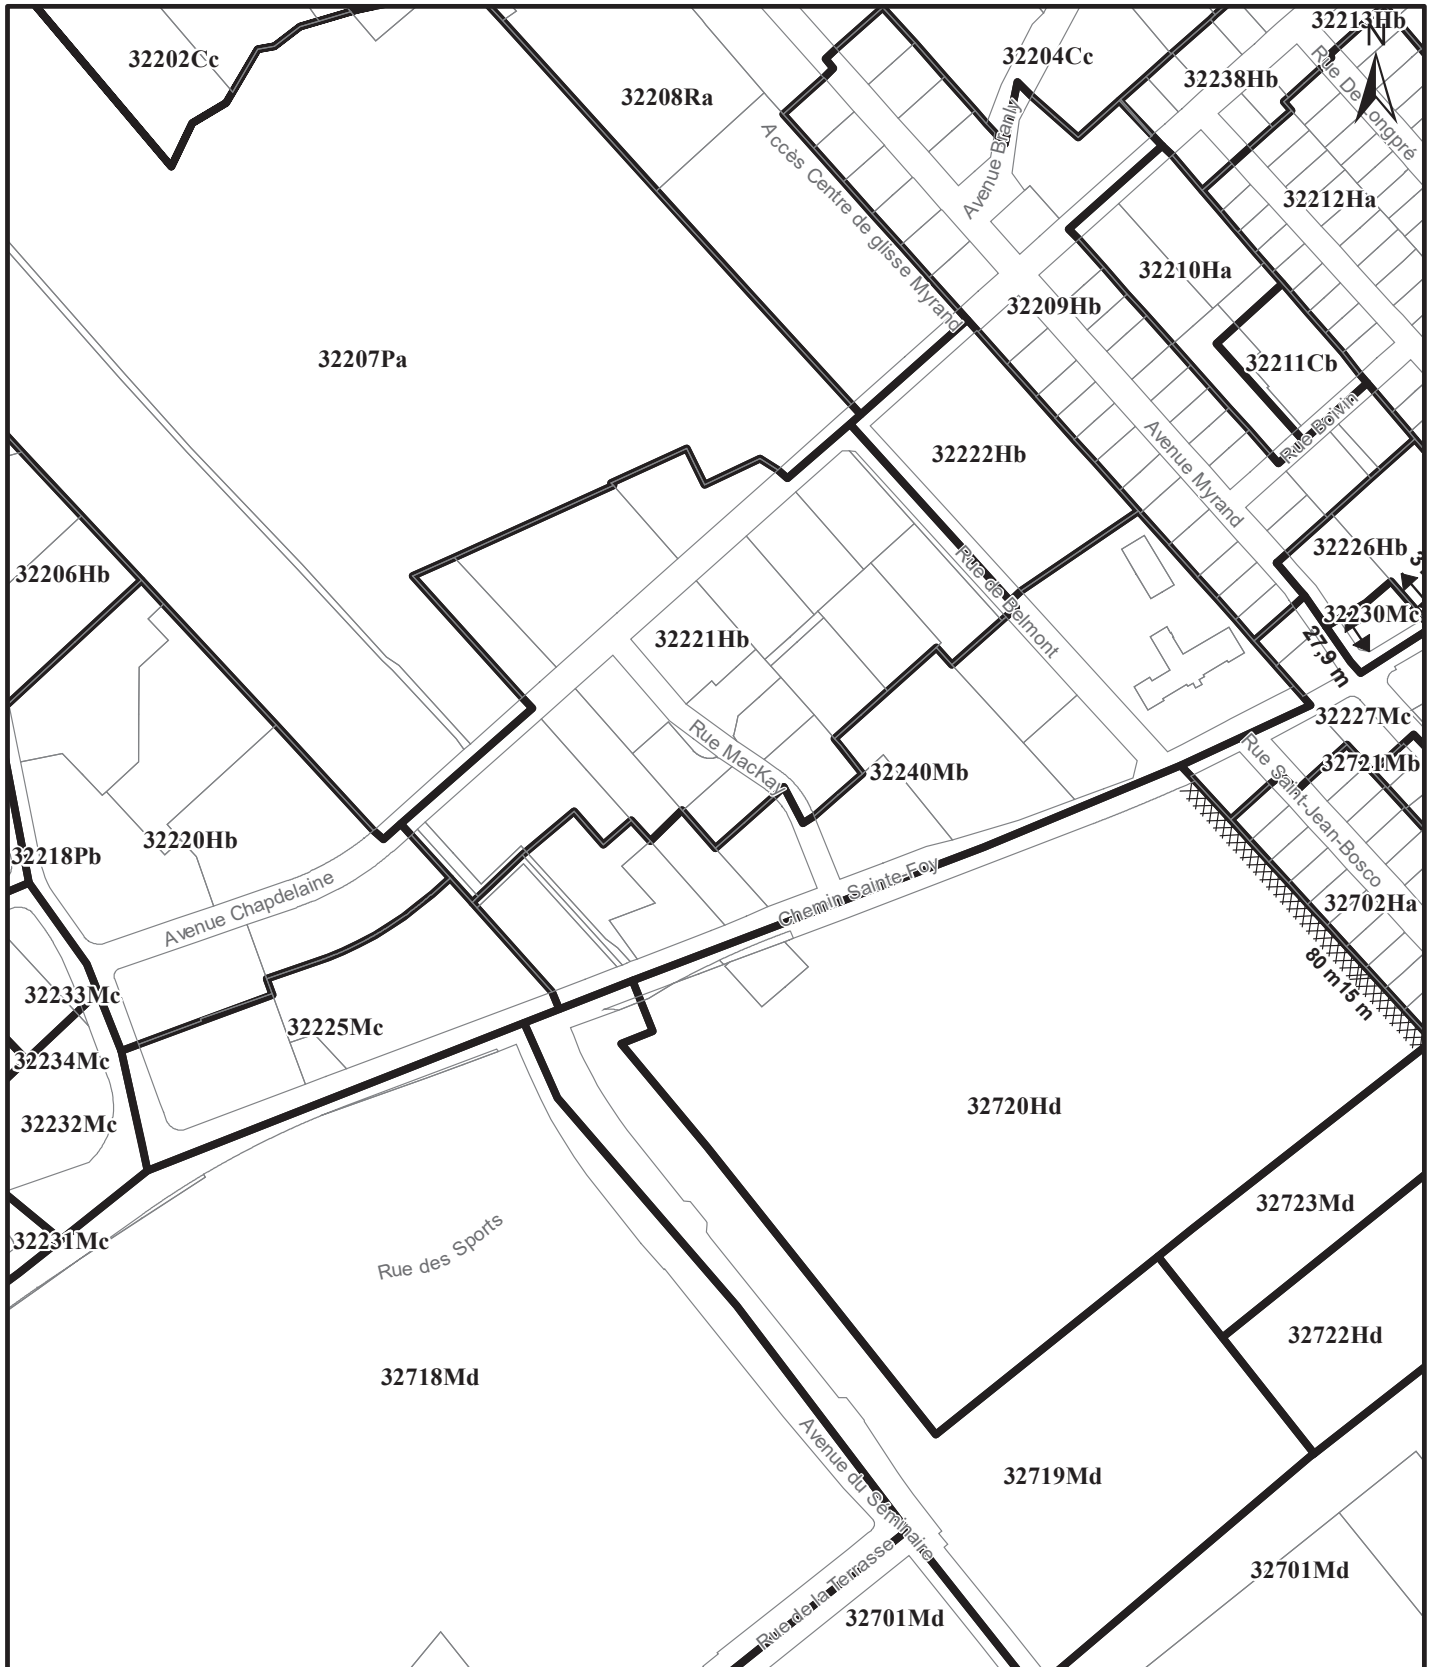 32213Hb
N
32202Cc
32204Cc
32238Hb
Rue De Longpré
32208Ra
Accès Centre de glisse Myrand
Avenue Branly
32212Ha
32210Ha
32209Hb
32207Pa
32211Cb
Rue Boivin
32222Hb
Avenue Myrand
32226Hb
32206Hb
Rue de Belmont
32230Mc
27,9 m
32221Hb
32227Mc
Rue MacKay
Rue Saint-Jean-Bosco
32721Mb
32240Mb
32220Hb
32218Pb
Avenue Chapdelaine
Chemin Sainte-Foy
32702Ha
80 m
15 m
32233Mc
32225Mc
32234Mc
32232Mc
32720Hd
32723Md
32231Mc
Rue des Sports
32722Hd
32718Md
Avenue du Séminaire
32719Md
32701Md
Rue de la Terrasse
32701Md